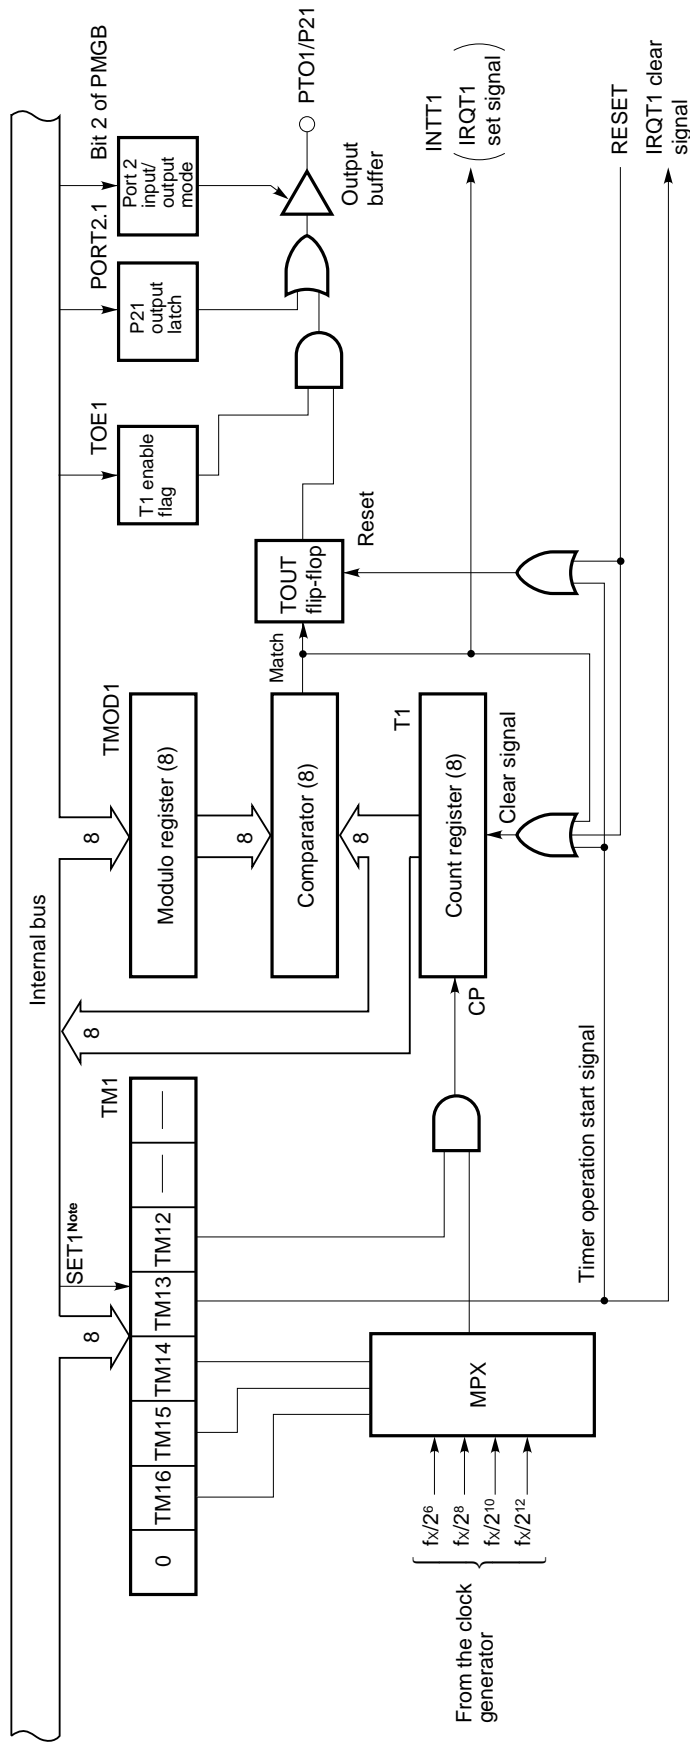 Internal bus
8
SET1Note
8
8
Bit 2 of PMGB
PORT2.1
TOE1
TMOD1
TM1
0
TM16
TM15
TM14
TM13
TM12
—
—
Modulo register (8)
T1 enable
flag
P21
output
latch
Port 2
input/
output
mode
8
Comparator (8)
Match
TOUT
flip-flop
Reset
PTO1/P21
Output
buffer
8
T1
Count register (8)
CP
Clear signal
From the clock
generator
fX/2⁶
fX/2⁸
fX/2¹⁰
fX/2¹²
MPX
INTT1
(IRQT1
set signal)
Timer operation start signal
RESET
IRQT1 clear
signal